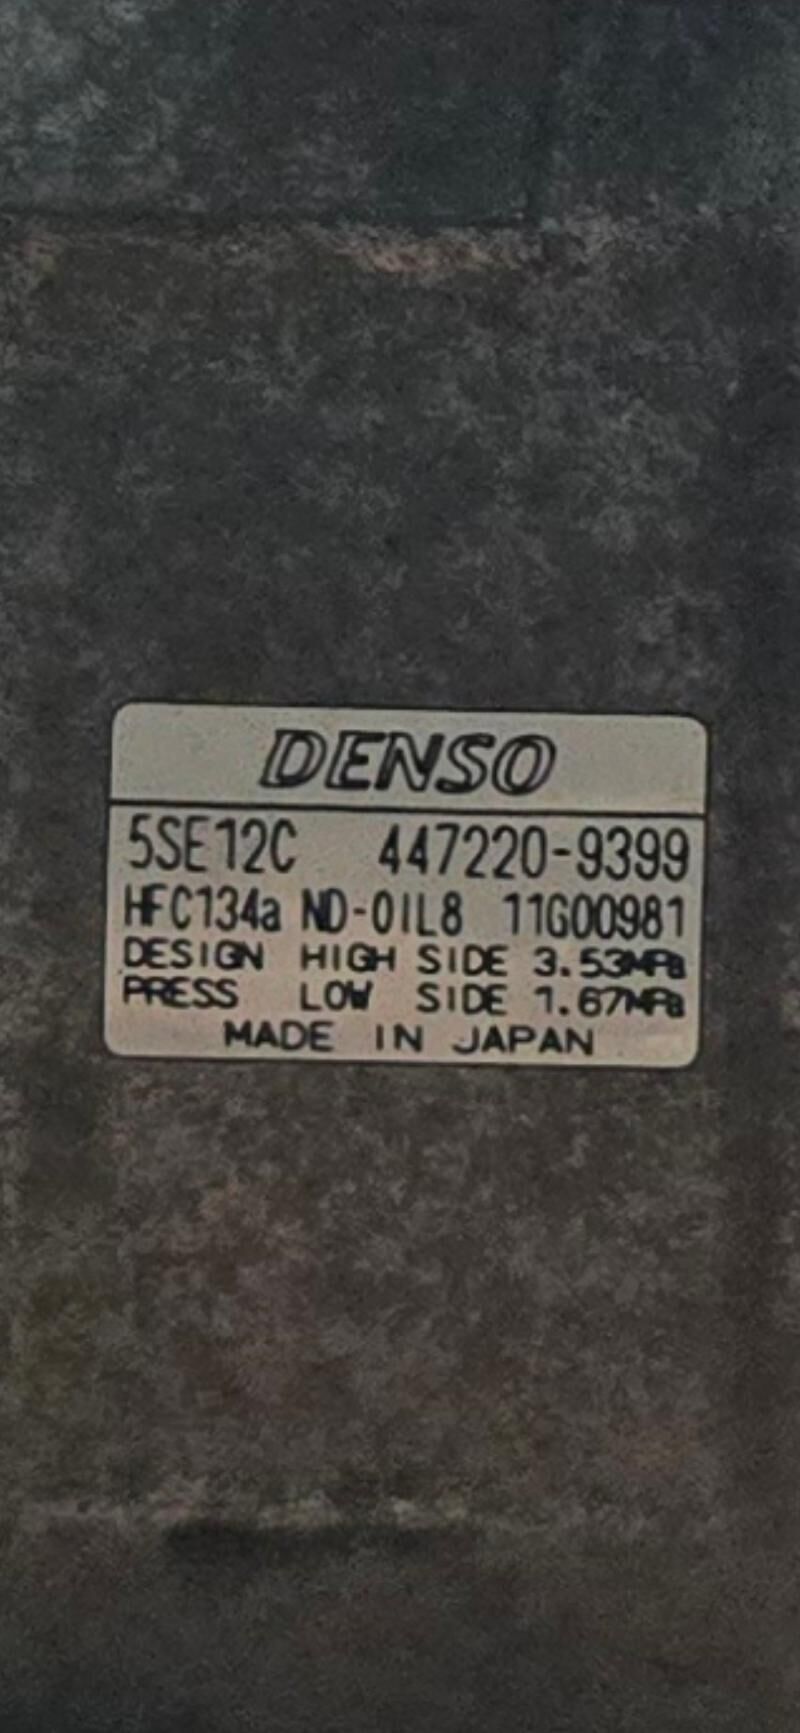 DENSO
5SE12C 447220-9399
HFC134a ND-OIL8 11G00981
DESIGN HIGH SIDE 3.53MPa
PRESS LOW SIDE 1.67MPa
MADE IN JAPAN